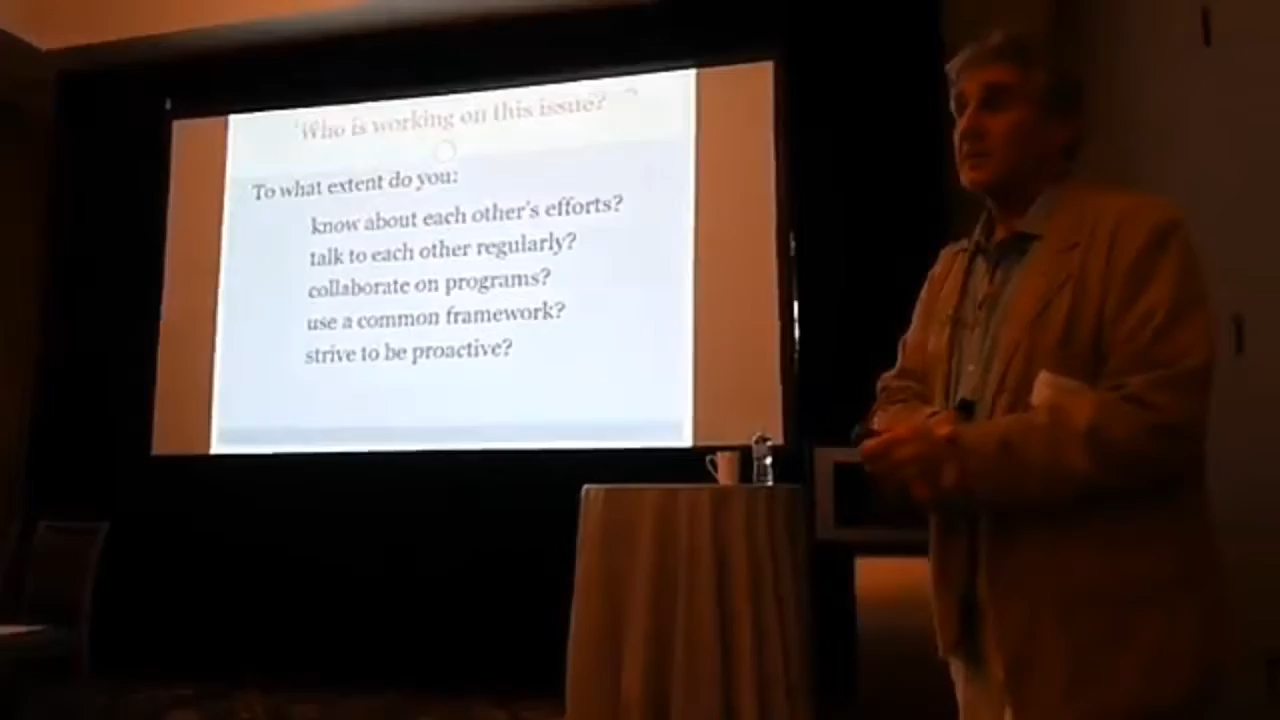 Who is working on this issue?
To what extent do you:
know about each other's efforts?
talk to each other regularly?
collaborate on programs?
use a common framework?
strive to be proactive?